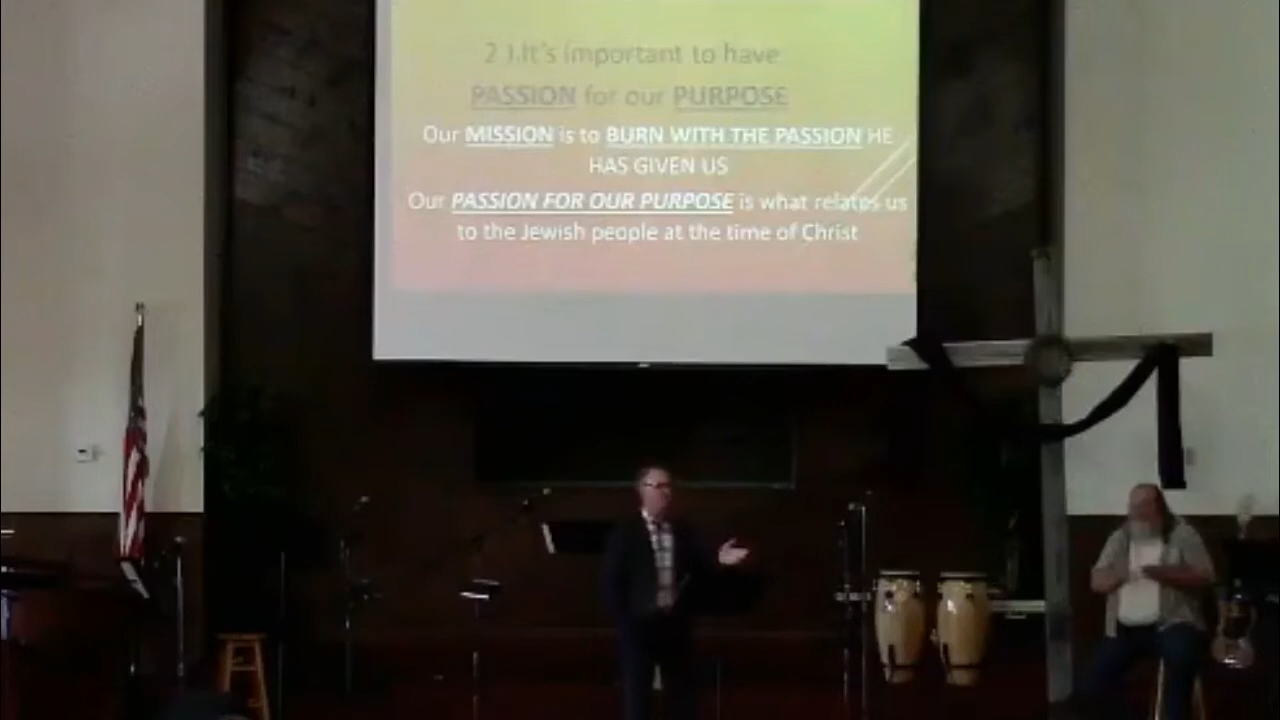 2 ).It's important to have
PASSION for our PURPOSE
Our MISSION is to BURN WITH THE PASSION HE
HAS GIVEN US
Our PASSION FOR OUR PURPOSE is what relates us
to the Jewish people at the time of Christ